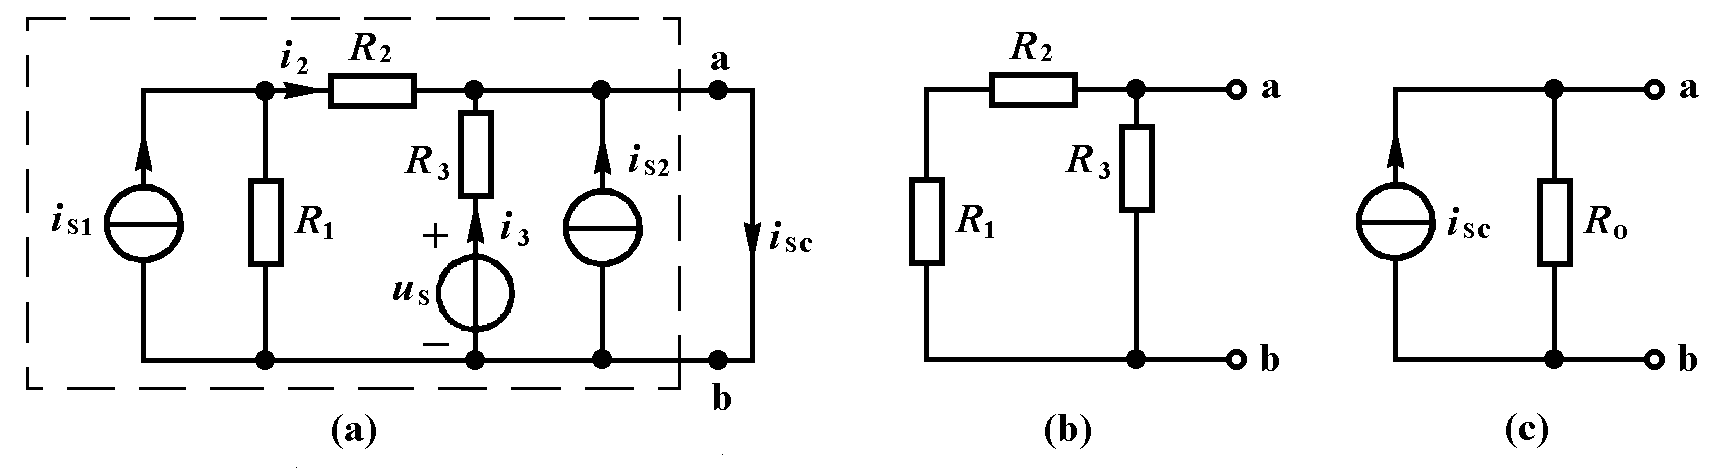 i2 R2 a
R3 iS2
iS1 R1 + i3 isc
uS
−
b
(a)
R2 a
R1 R3
b
(b)
a
isc Ro
b
(c)